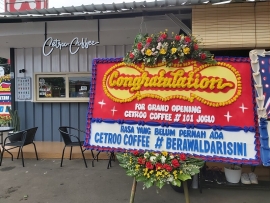 Cetroo Coffee
Congratulation
FOR GRAND OPENING
CETROO COFFEE # 101 JOGLO
RASA YANG BELUM PERNAH ADA
CETROO COFFEE # BERAWALDARISINI